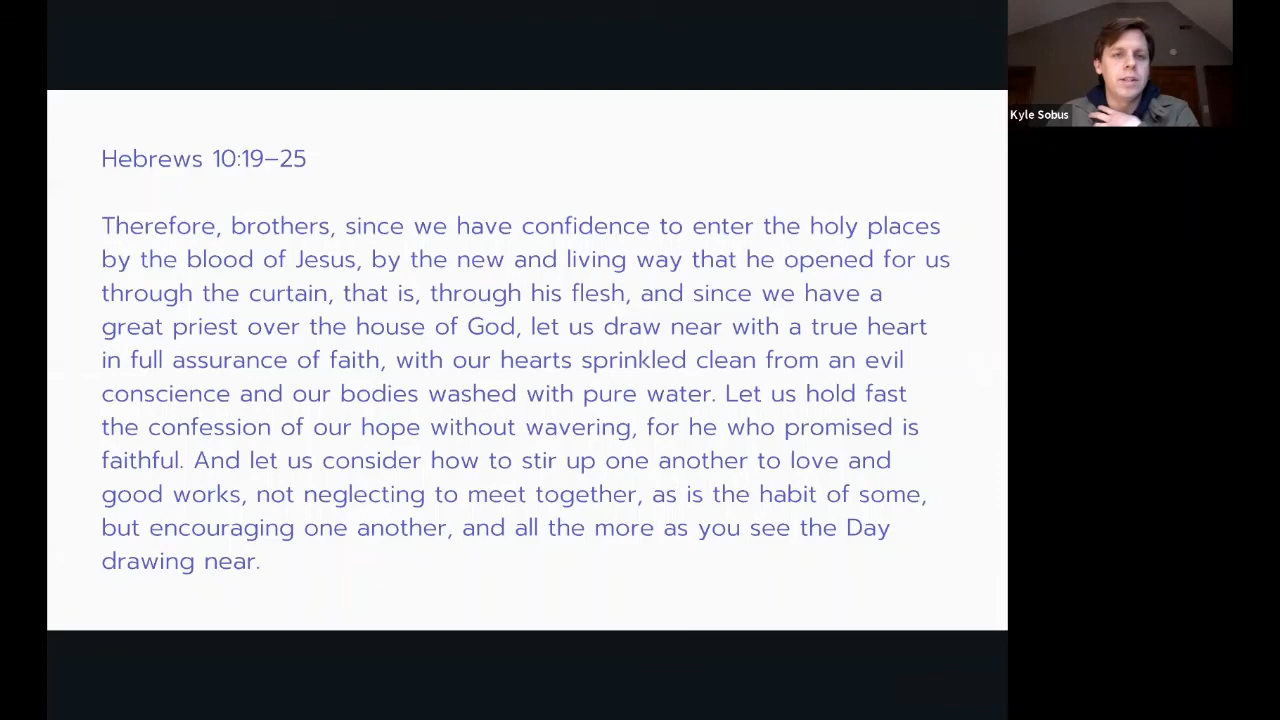 Hebrews 10:19–25
Therefore, brothers, since we have confidence to enter the holy places
by the blood of Jesus, by the new and living way that he opened for us
through the curtain, that is, through his flesh, and since we have a
great priest over the house of God, let us draw near with a true heart
in full assurance of faith, with our hearts sprinkled clean from an evil
conscience and our bodies washed with pure water. Let us hold fast
the confession of our hope without wavering, for he who promised is
faithful. And let us consider how to stir up one another to love and
good works, not neglecting to meet together, as is the habit of some,
but encouraging one another, and all the more as you see the Day
drawing near.
Kyle Sobus